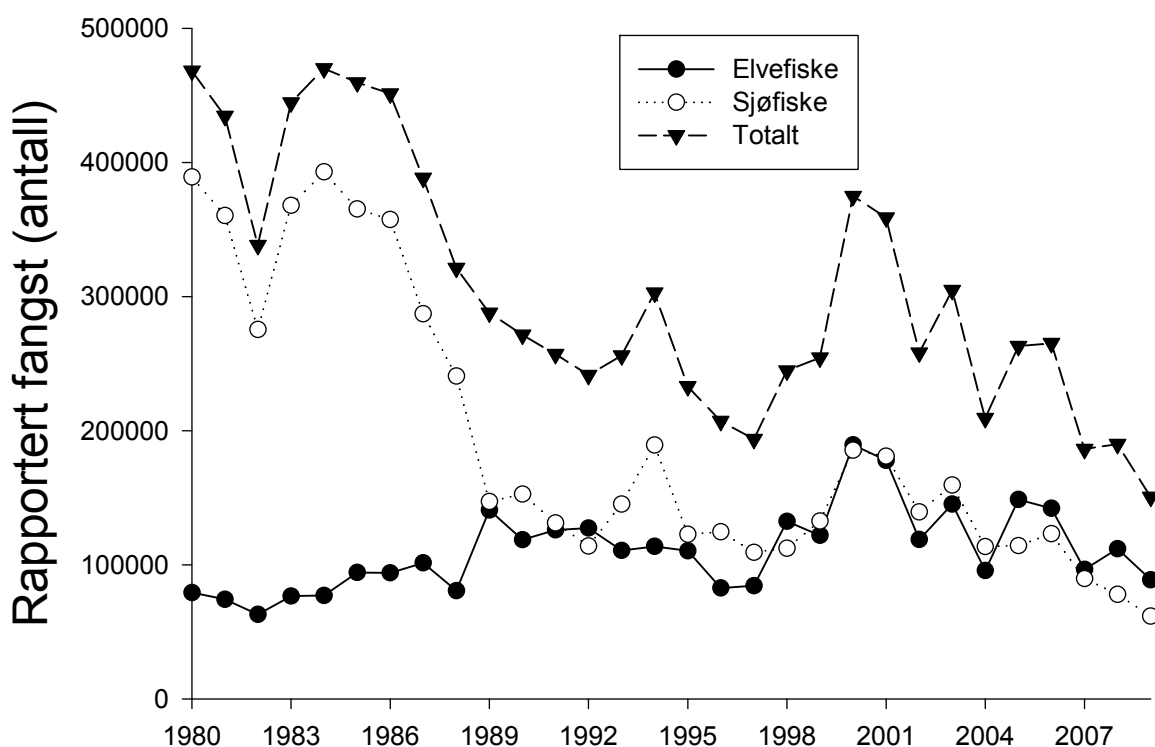 Rapportert fangst (antall)
500000
400000
300000
200000
100000
0
Elvefiske
Sjøfiske
Totalt
1980 1983 1986 1989 1992 1995 1998 2001 2004 2007